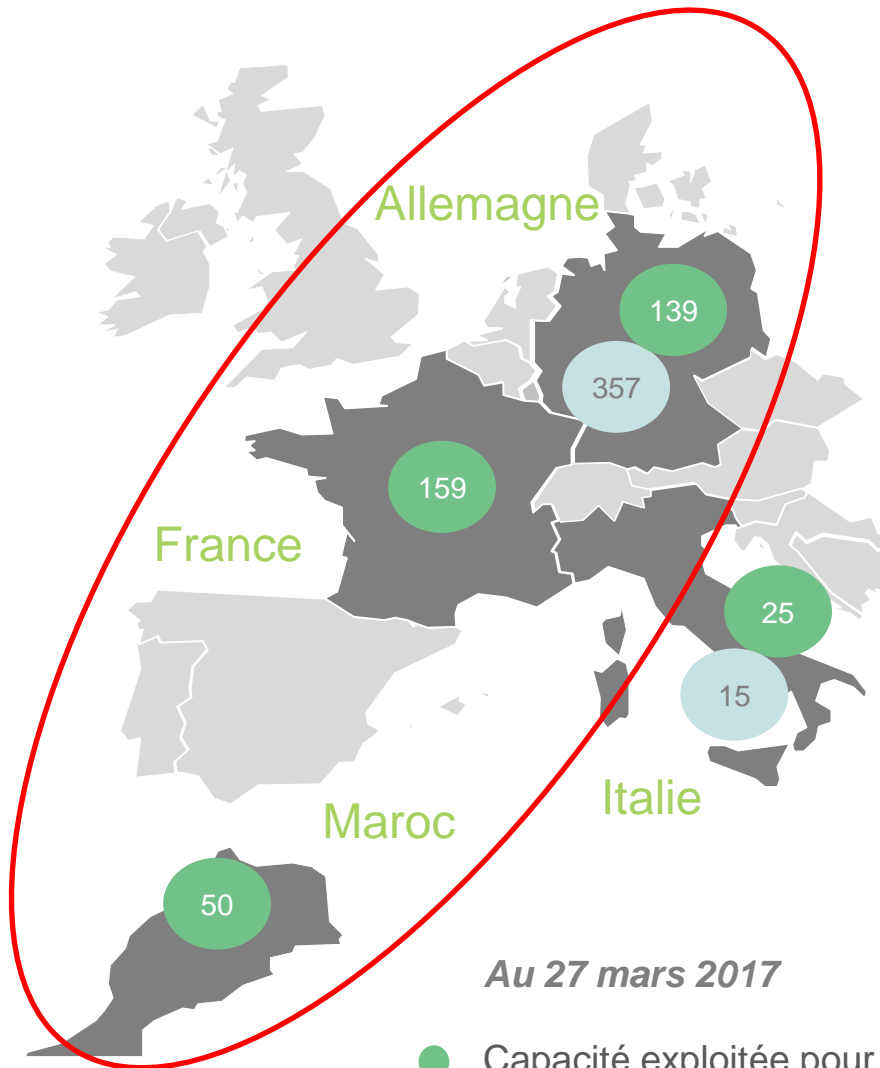 Allemagne
139
357
159
France
25
15
Italie
Maroc
50
Au 27 mars 2017
Capacité exploitée pour